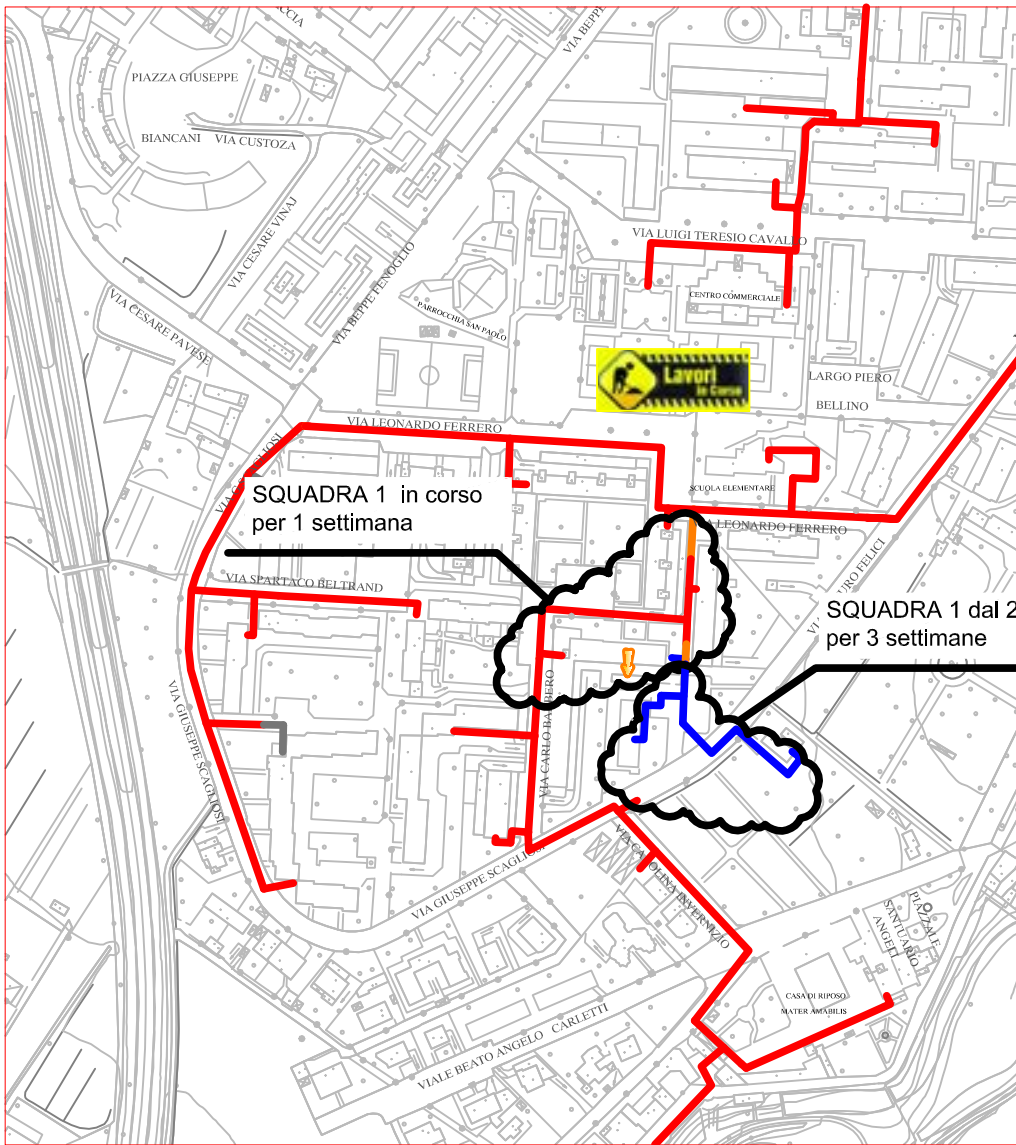 PIAZZA GIUSEPPE
BIANCANI VIA CUSTOZA
VIA BEPPE
VIA CESARE VINAJ
VIA BEPPE FENOGLIO
VIA CESARE PAVESE
PARROCCHIA SAN PAOLO
VIA LUIGI TERESIO CAVALLO
CENTRO COMMERCIALE
Lavori
in Corso
LARGO PIERO
BELLINO
VIA LEONARDO FERRERO
SCUOLA ELEMENTARE
SQUADRA 1 in corso
per 1 settimana
VIA LEONARDO FERRERO
VIA SPARTACO BELTRAND
SQUADRA 1 dal 2
per 3 settimane
VIA CARLO BARBERO
VIA GIUSEPPE SCAGLIOSI
VIA GIUSEPPE SCAGLIOSI
VIA CAROLINA INVERNIZIO
PIAZZALE
SANTUARIO
ANGELI
CASA DI RIPOSO
MATER AMABILIS
VIALE BEATO ANGELO CARLETTI